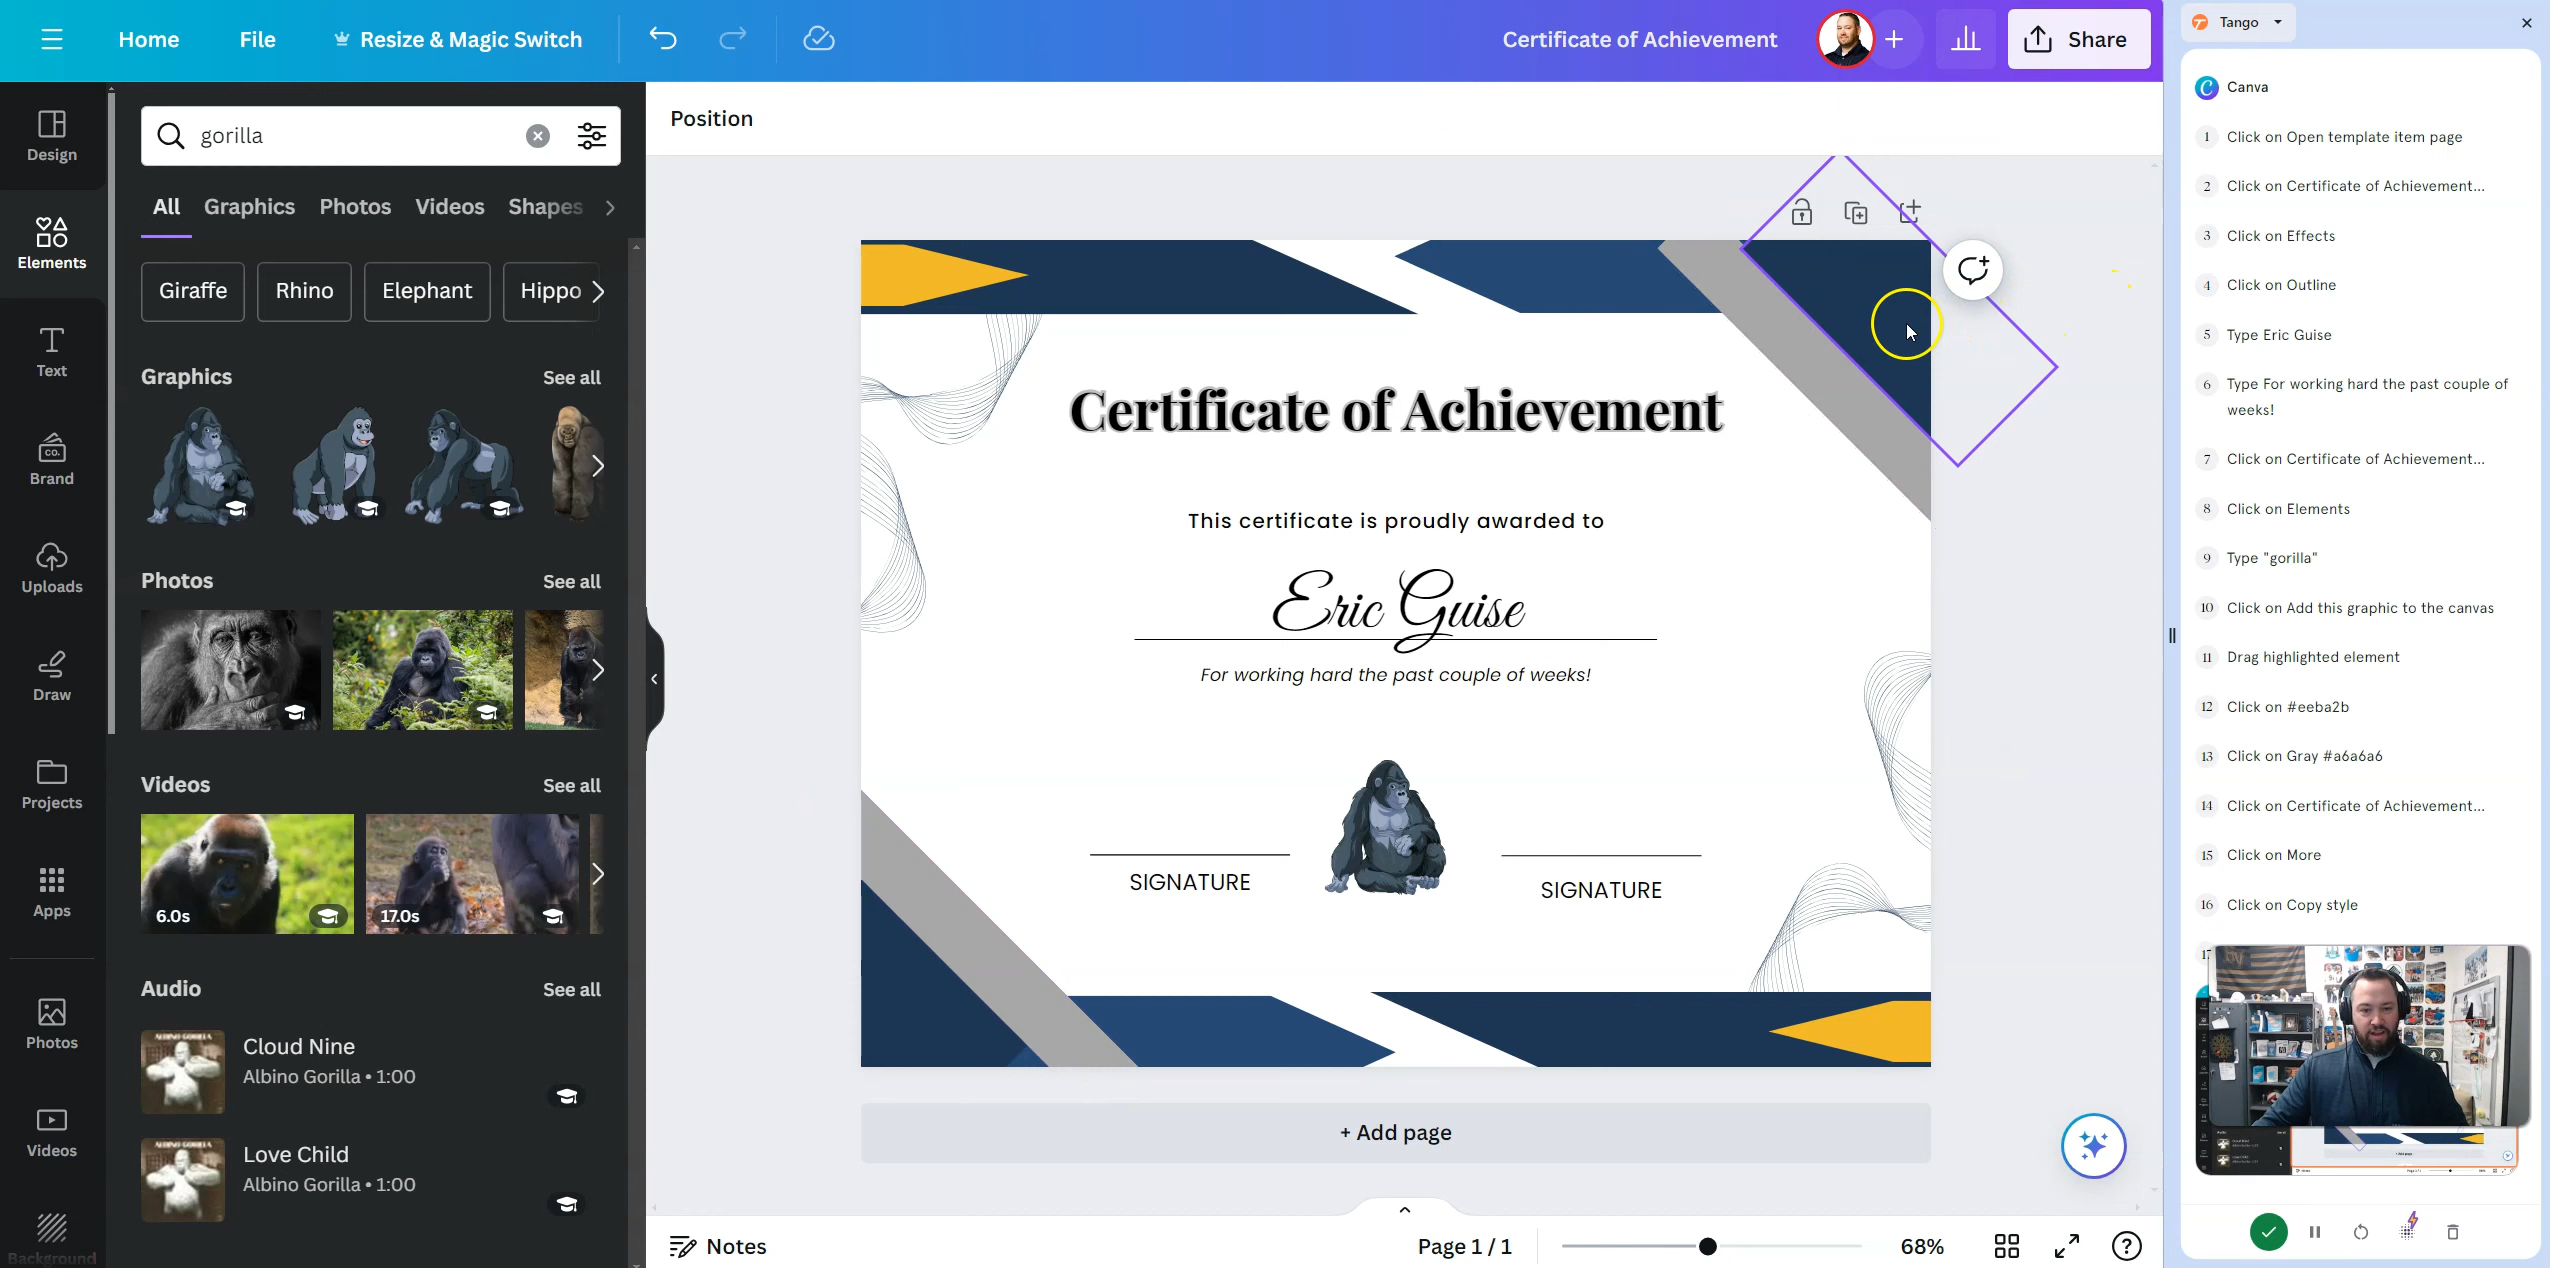 Home
File
Resize & Magic Switch
Certificate of Achievement
Share
Tango
Design
Elements
Text
Brand
co.
Uploads
Draw
Projects
Apps
Photos
Videos
Background
gorilla
All
Graphics
Photos
Videos
Shapes
Giraffe
Rhino
Elephant
Hippo
Graphics
See all
Photos
See all
Videos
See all
6.0s
17.0s
Audio
See all
Cloud Nine
Albino Gorilla • 1:00
Love Child
Albino Gorilla • 1:00
Position
Certificate of Achievement
This certificate is proudly awarded to
Eric Guise
For working hard the past couple of weeks!
SIGNATURE
SIGNATURE
+ Add page
Notes
Page 1 / 1
68%
Canva
1 Click on Open template item page
2 Click on Certificate of Achievement...
3 Click on Effects
4 Click on Outline
5 Type Eric Guise
6 Type For working hard the past couple of
weeks!
7 Click on Certificate of Achievement...
8 Click on Elements
9 Type "gorilla"
10 Click on Add this graphic to the canvas
11 Drag highlighted element
12 Click on #eeba2b
13 Click on Gray #a6a6a6
14 Click on Certificate of Achievement...
15 Click on More
16 Click on Copy style